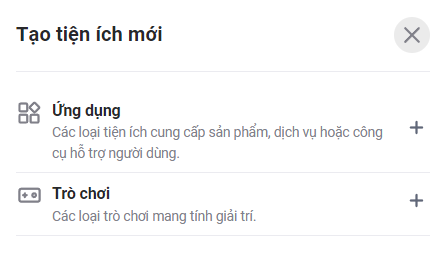 Tạo tiện ích mới
Ứng dụng
Các loại tiện ích cung cấp sản phẩm, dịch vụ hoặc công
cụ hỗ trợ người dùng.
Trò chơi
Các loại trò chơi mang tính giải trí.